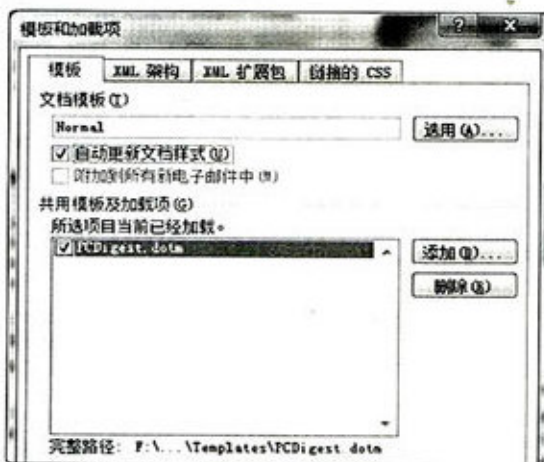 模板和加载项
模板 XML 架构 XML 扩展包 链接的 CSS
文档模板(T)
Normal 选用(A)...
自动更新文档样式(U)
附加到所有新电子邮件中(M)
共用模板及加载项(G)
所选项目当前已经加载。
PCDigest.dotm 添加(D)...
删除(R)
完整路径: F:\...\Templates\PCDigest dotm